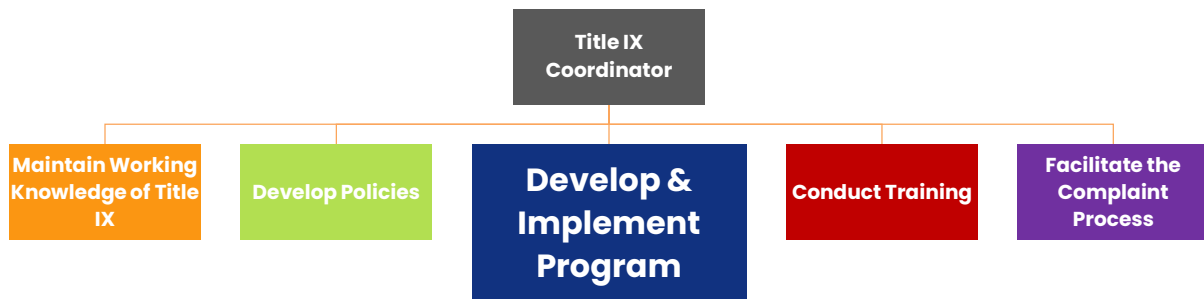 Title IX
Coordinator
Maintain Working
Knowledge of Title
IX
Develop Policies
Develop &
Implement
Program
Conduct Training
Facilitate the
Complaint
Process